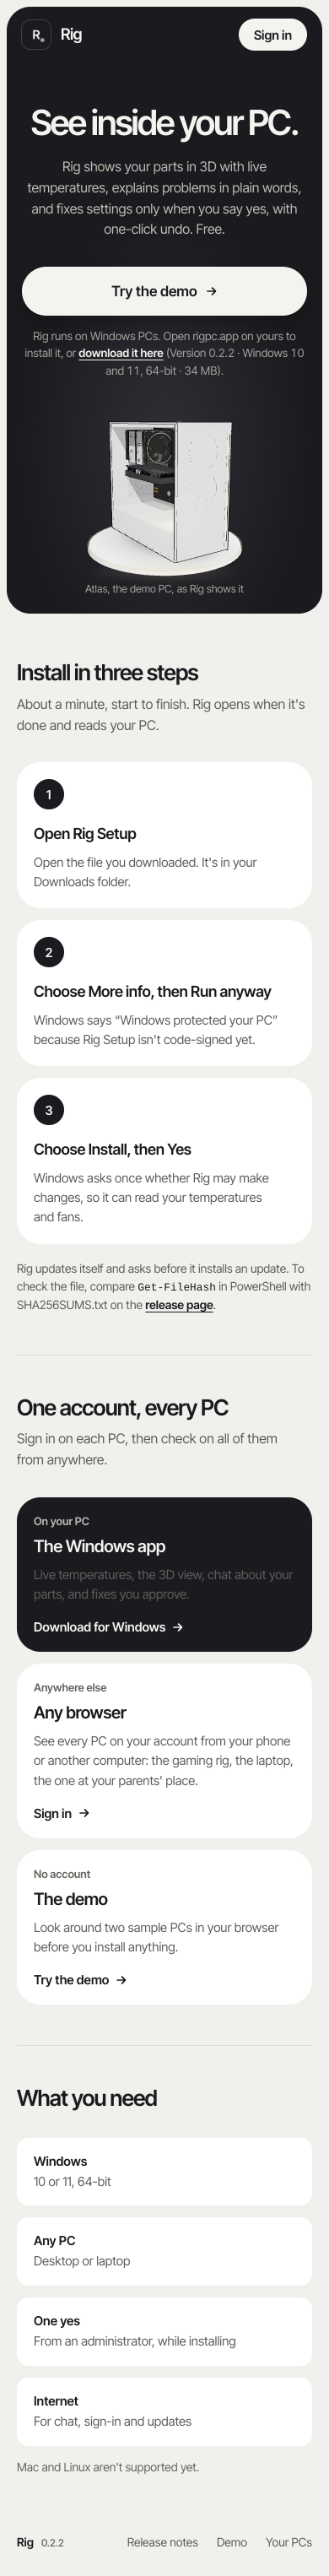 R. Rig
Sign in
See inside your PC.
Rig shows your parts in 3D with live
temperatures, explains problems in plain words,
and fixes settings only when you say yes, with
one-click undo. Free.
Try the demo →
Rig runs on Windows PCs. Open rigpc.app on yours to
install it, or download it here (Version 0.2.2 · Windows 10
and 11, 64-bit · 34 MB).
Atlas, the demo PC, as Rig shows it
Install in three steps
About a minute, start to finish. Rig opens when it's
done and reads your PC.
1
Open Rig Setup
Open the file you downloaded. It's in your
Downloads folder.
2
Choose More info, then Run anyway
Windows says “Windows protected your PC”
because Rig Setup isn't code-signed yet.
3
Choose Install, then Yes
Windows asks once whether Rig may make
changes, so it can read your temperatures
and fans.
Rig updates itself and asks before it installs an update. To
check the file, compare Get-FileHash in PowerShell with
SHA256SUMS.txt on the release page.
One account, every PC
Sign in on each PC, then check on all of them
from anywhere.
On your PC
The Windows app
Live temperatures, the 3D view, chat about your
parts, and fixes you approve.
Download for Windows →
Anywhere else
Any browser
See every PC on your account from your phone
or another computer: the gaming rig, the laptop,
the one at your parents' place.
Sign in →
No account
The demo
Look around two sample PCs in your browser
before you install anything.
Try the demo →
What you need
Windows
10 or 11, 64-bit
Any PC
Desktop or laptop
One yes
From an administrator, while installing
Internet
For chat, sign-in and updates
Mac and Linux aren't supported yet.
Rig 0.2.2 Release notes Demo Your PCs